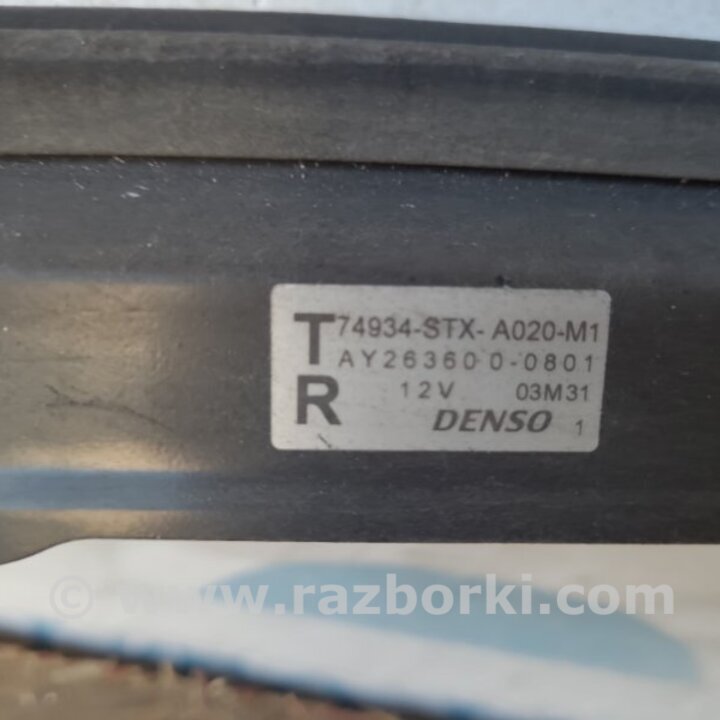 T 74934-STX- A020-M1
AY263600-0801
R 12V 03M31
DENSO 1
© www.razborki.com